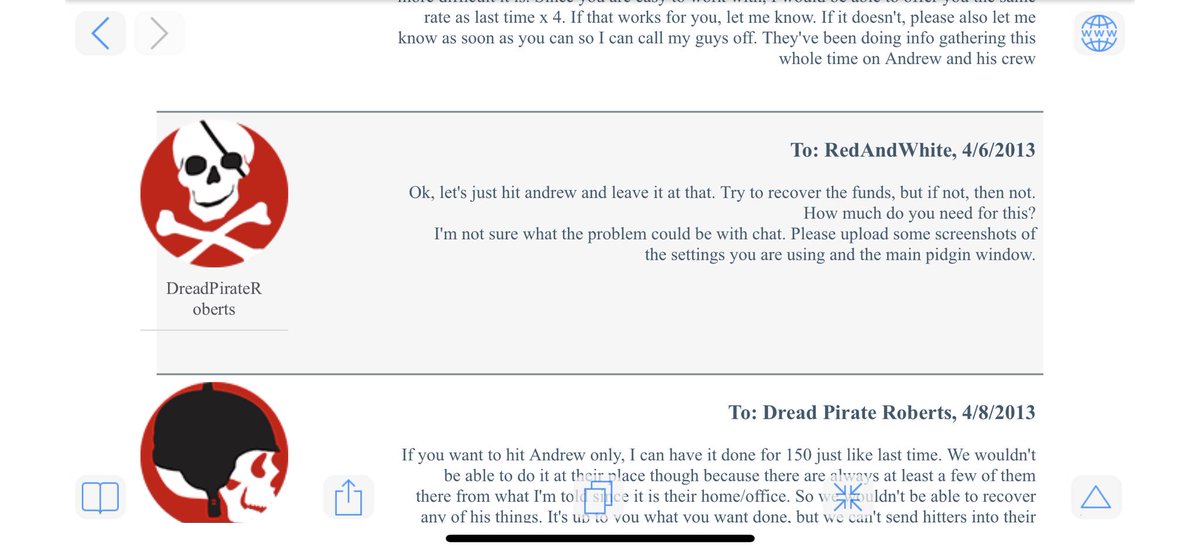 rate as last time x 4. If that works for you, let me know. If it doesn't, please also let me
know as soon as you can so I can call my guys off. They've been doing info gathering this
whole time on Andrew and his crew
WWW
To: RedAndWhite, 4/6/2013
Ok, let's just hit andrew and leave it at that. Try to recover the funds, but if not, then not.
How much do you need for this?
I'm not sure what the problem could be with chat. Please upload some screenshots of
the settings you are using and the main pidgin window.
DreadPirateR
oberts
To: Dread Pirate Roberts, 4/8/2013
If you want to hit Andrew only, I can have it done for 150 just like last time. We wouldn't
be able to do it at their place though because there are always at least a few of them
there from what I'm told since it is their home/office. So we wouldn't be able to recover
any of his things. It's up to you what you want done, but we can't send hitters into their